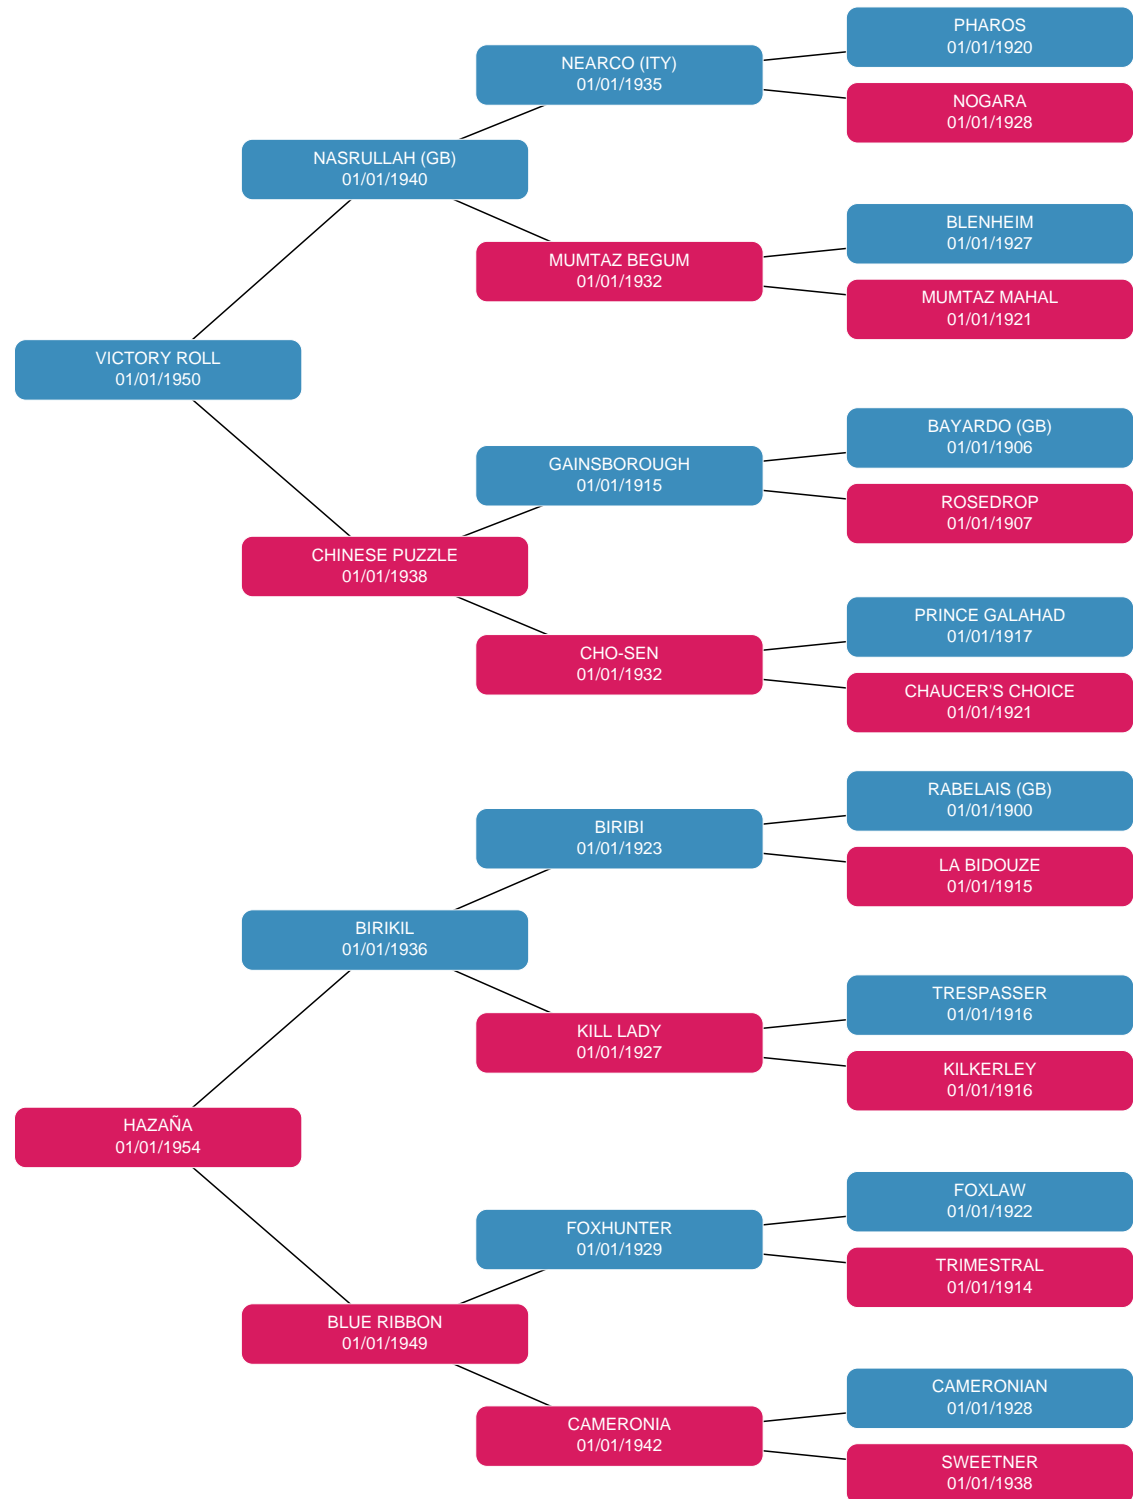 PHAROS
01/01/1920
NEARCO (ITY)
01/01/1935
NOGARA
01/01/1928
NASRULLAH (GB)
01/01/1940
BLENHEIM
01/01/1927
MUMTAZ BEGUM
01/01/1932
MUMTAZ MAHAL
01/01/1921
VICTORY ROLL
01/01/1950
BAYARDO (GB)
01/01/1906
GAINSBOROUGH
01/01/1915
ROSEDROP
01/01/1907
CHINESE PUZZLE
01/01/1938
PRINCE GALAHAD
01/01/1917
CHO-SEN
01/01/1932
CHAUCER'S CHOICE
01/01/1921
RABELAIS (GB)
01/01/1900
BIRIBI
01/01/1923
LA BIDOUZE
01/01/1915
BIRIKIL
01/01/1936
TRESPASSER
01/01/1916
KILL LADY
01/01/1927
KILKERLEY
01/01/1916
HAZAÑA
01/01/1954
FOXLAW
01/01/1922
FOXHUNTER
01/01/1929
TRIMESTRAL
01/01/1914
BLUE RIBBON
01/01/1949
CAMERONIAN
01/01/1928
CAMERONIA
01/01/1942
SWEETNER
01/01/1938